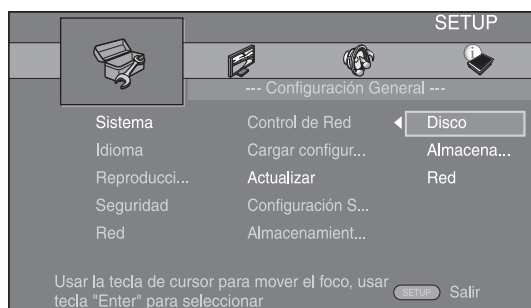 SETUP
--- Configuración General ---
Sistema Control de Red Disco
Idioma Cargar configur... Almacena...
Reproducci... Actualizar Red
Seguridad Configuración S...
Red Almacenamient...
Usar la tecla de cursor para mover el foco, usar
tecla "Enter" para seleccionar
SETUP Salir